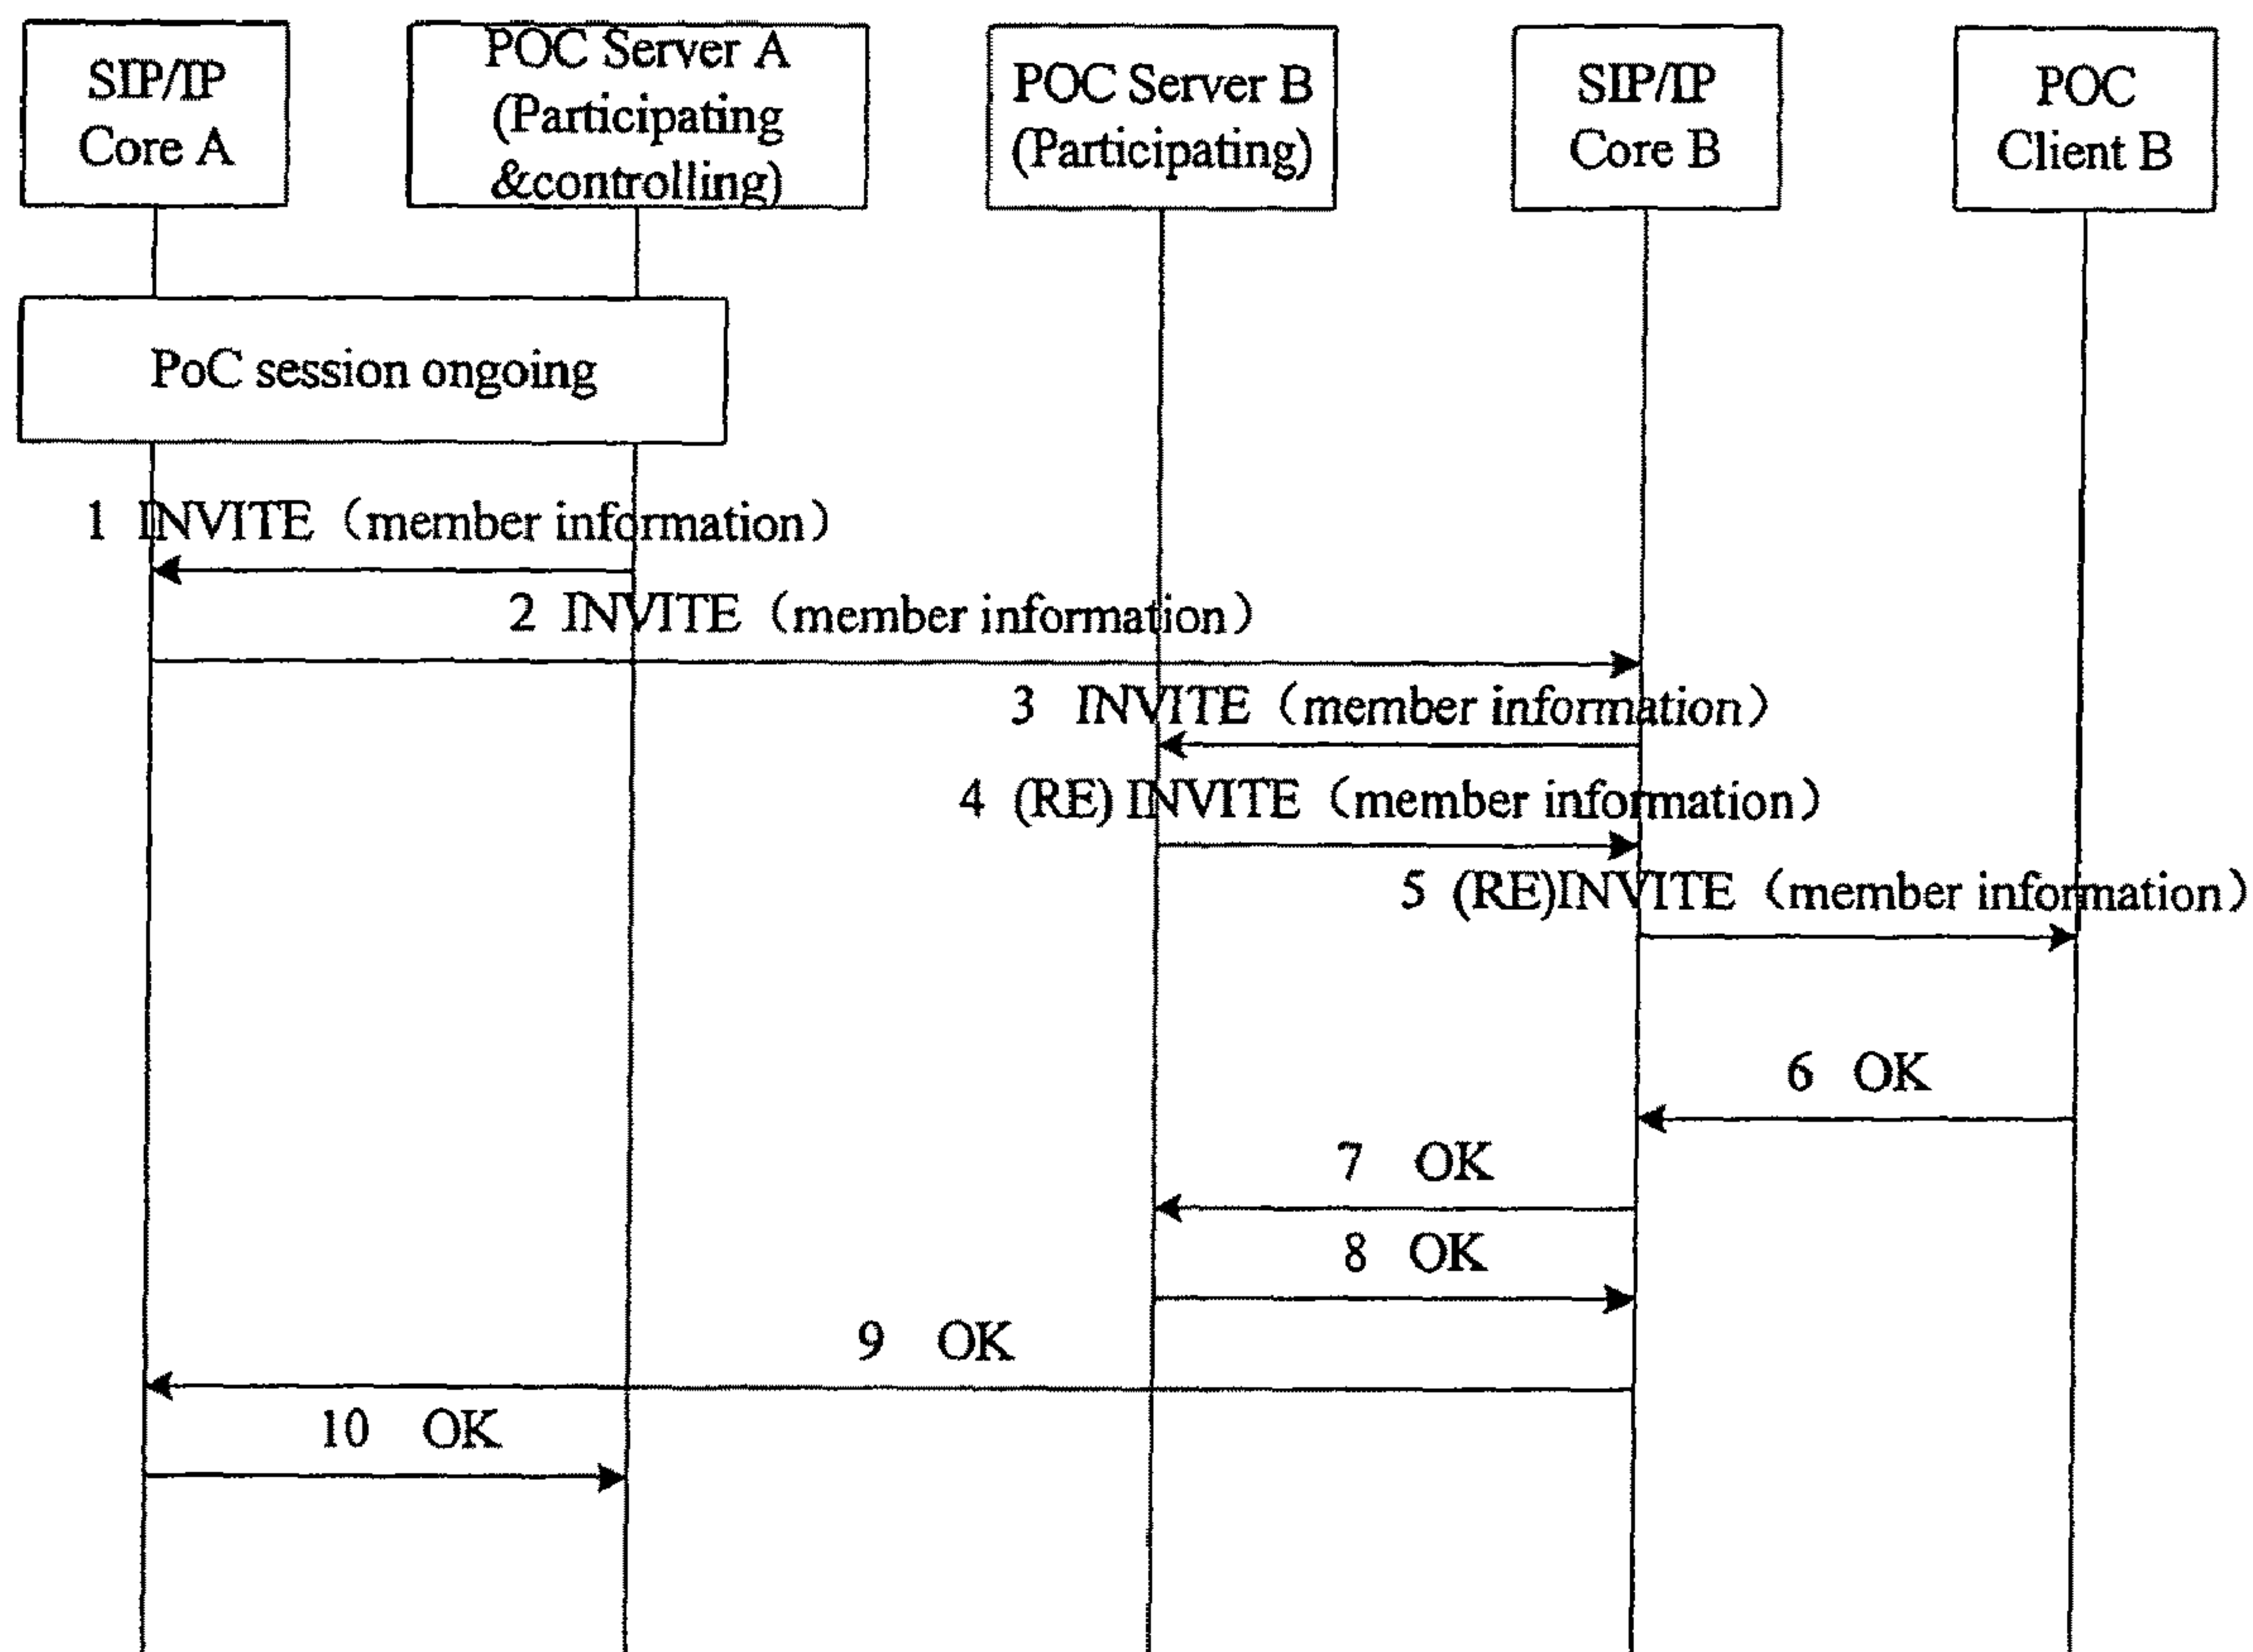 SIP/IP
Core A
POC Server A
(Participating
&controlling)
POC Server B
(Participating)
SIP/IP
Core B
POC
Client B
PoC session ongoing
1 INVITE（member information）
2 INVITE（member information）
3 INVITE（member information）
4 (RE) INVITE（member information）
5 (RE)INVITE（member information）
6 OK
7 OK
8 OK
9 OK
10 OK